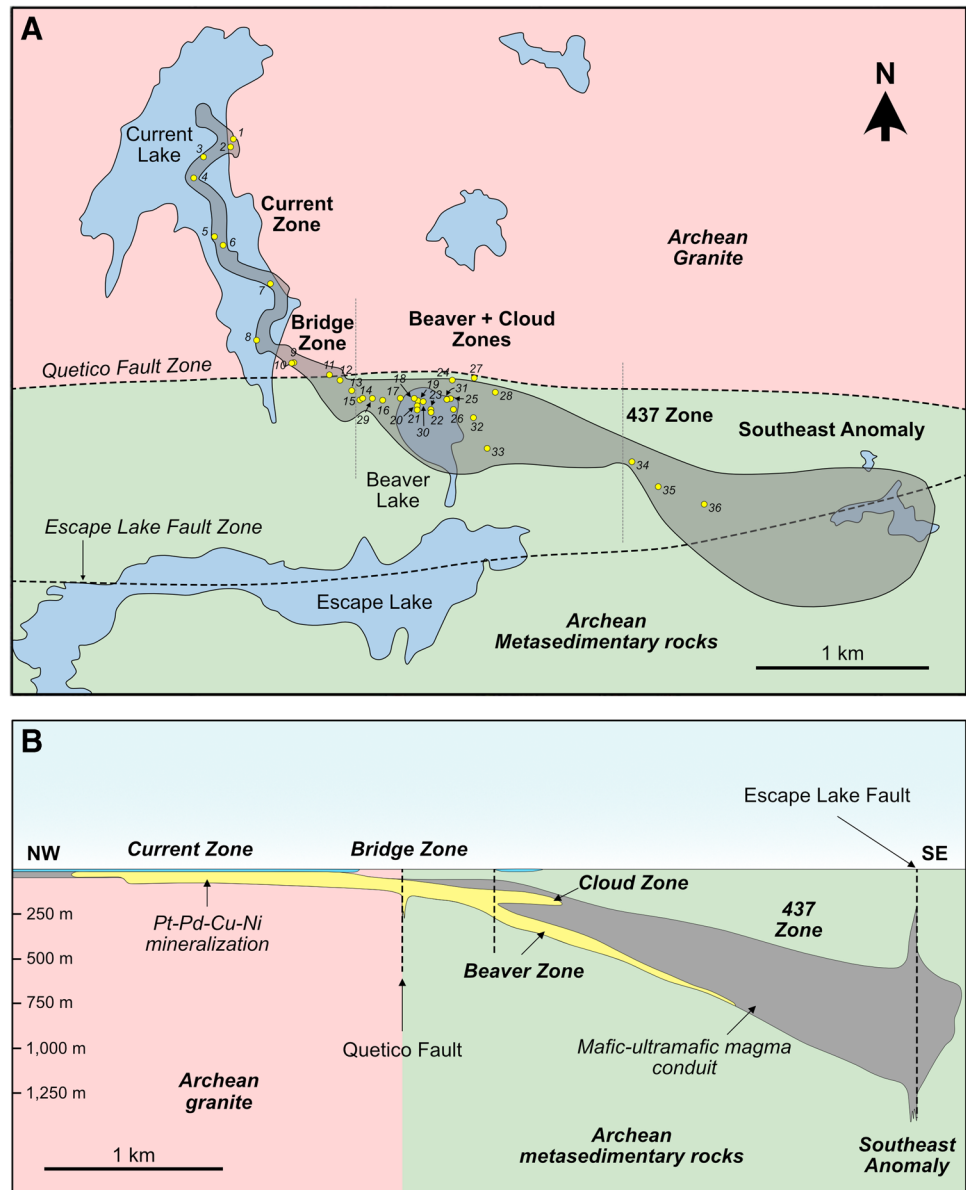 A
N
Current
Lake
1
2
3
4
Current
Zone
5
6
7
Archean
Granite
8
Bridge
Zone
Beaver + Cloud
Zones
Quetico Fault Zone
9
10
11
12
13
14
15
29
16
17
18
19
20
21
30
22
23
24
31
25
26
27
28
32
33
437 Zone
Southeast Anomaly
34
35
36
Beaver
Lake
Escape Lake Fault Zone
Escape Lake
Archean
Metasedimentary rocks
1 km
B
Escape Lake Fault
NW
Current Zone
Bridge Zone
SE
Cloud Zone
437
Zone
Pt-Pd-Cu-Ni
mineralization
250 m
500 m
750 m
1,000 m
1,250 m
Beaver Zone
Quetico Fault
Mafic-ultramafic magma
conduit
Archean
granite
Archean
metasedimentary rocks
Southeast
Anomaly
1 km